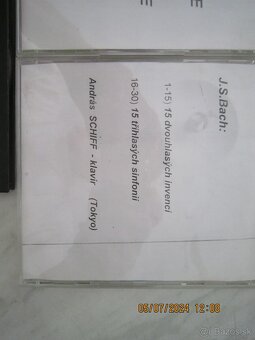 J.S.Bach:
1-15) 15 dvouhlasých invencí
16-30) 15 tříhlasých sinfonií
András SCHIFF - klavír (Tokyo)
05/07/2024 12:00